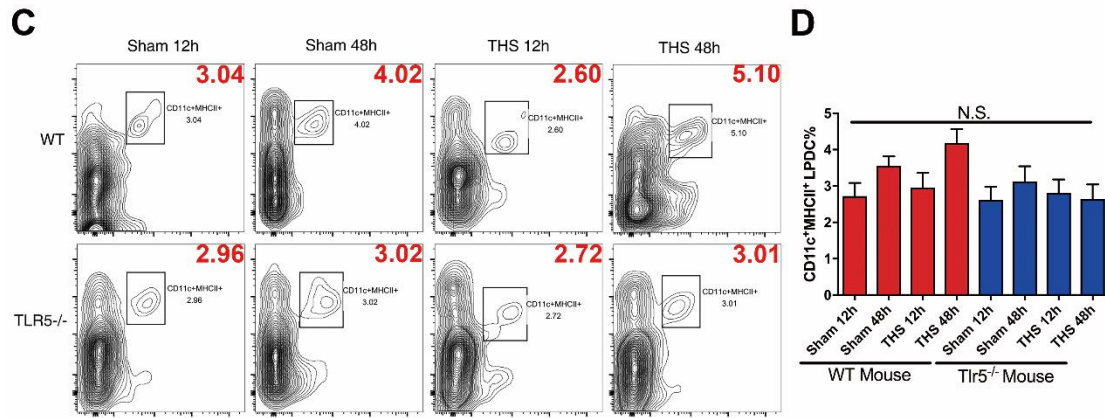 C
Sham 12h
Sham 48h
THS 12h
THS 48h
WT
3.04
CD11c+MHCII+
3.04
4.02
CD11c+MHCII+
4.02
2.60
CD11c+MHCII+
2.60
5.10
CD11c+MHCII+
5.10
TLR5-/-
2.96
CD11c+MHCII+
2.96
3.02
CD11c+MHCII+
3.02
2.72
CD11c+MHCII+
2.72
3.01
CD11c+MHCII+
3.01
D
N.S.
CD11c⁺MHCII⁺ LPDC%
5
4
3
2
1
0
Sham 12h
Sham 48h
THS 12h
THS 48h
Sham 12h
Sham 48h
THS 12h
THS 48h
WT Mouse
Tlr5⁻/⁻ Mouse